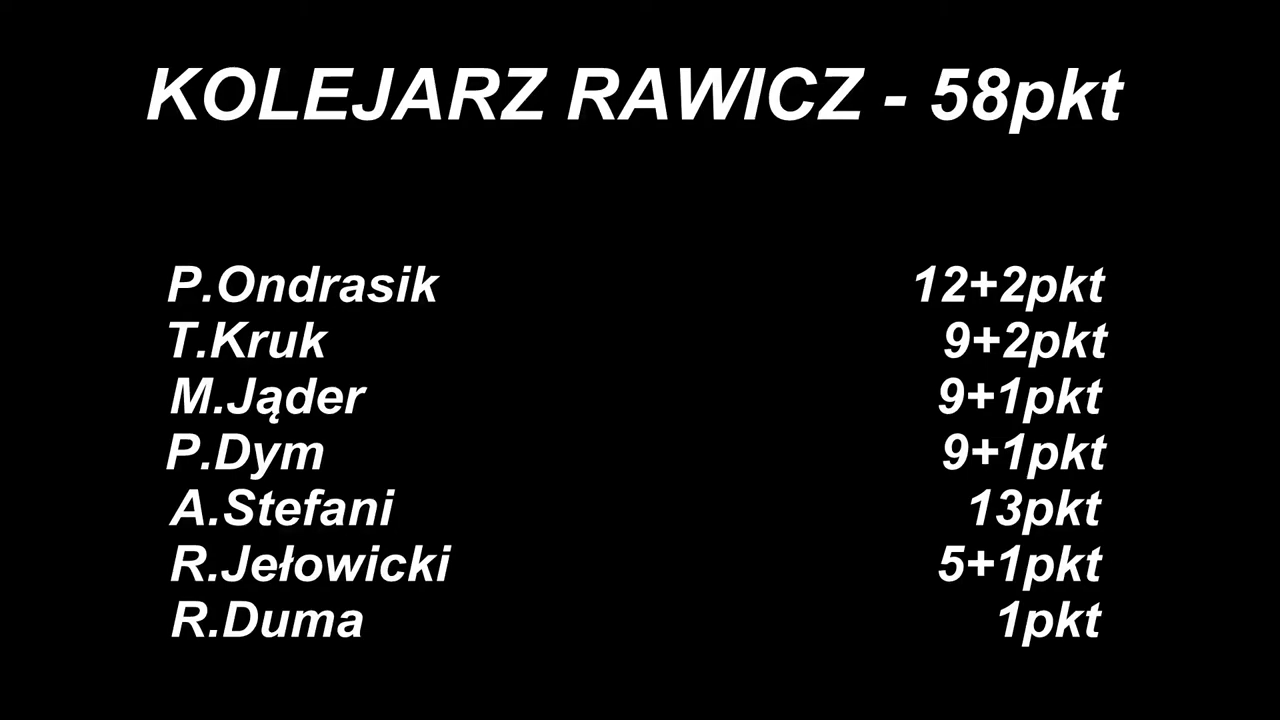 KOLEJARZ RAWICZ - 58pkt
P.Ondrasik 12+2pkt
T.Kruk 9+2pkt
M.Jąder 9+1pkt
P.Dym 9+1pkt
A.Stefani 13pkt
R.Jełowicki 5+1pkt
R.Duma 1pkt